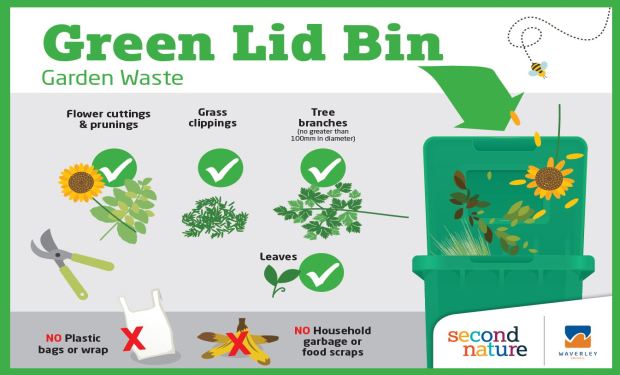 Green Lid Bin
Garden Waste
Flower cuttings
& prunings
Grass
clippings
Tree
branches
(no greater than
100mm in diameter)
Leaves
NO Plastic
bags or wrap
X
X
NO Household
garbage or
food scraps
second
nature
WAVERLEY